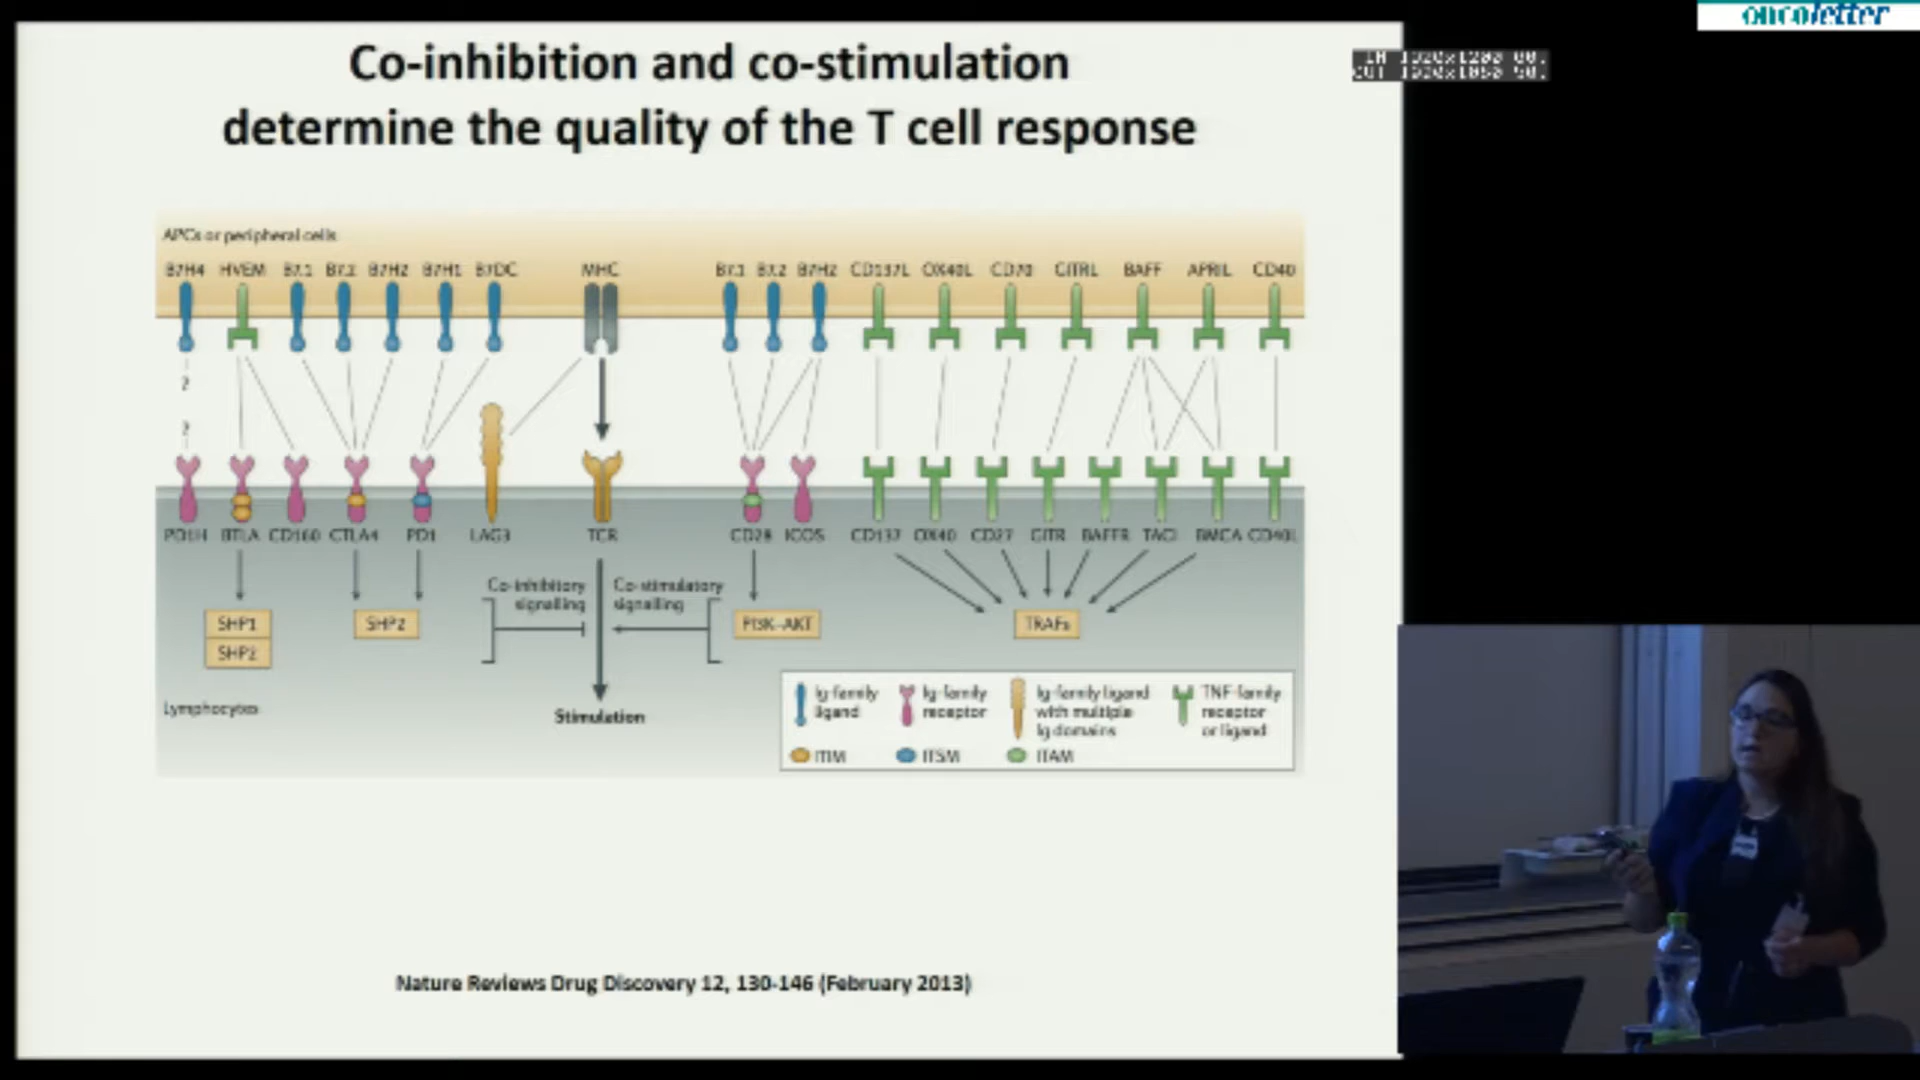 oncoletter
Co-inhibition and co-stimulation
determine the quality of the T cell response
APCs or peripheral cells
B7H4 HVEM B7.1 B7.2 B7H2 B7H1 B7DC MHC B7.1 B7.2 B7H2 CD137L OX40L CD70 GITRL BAFF APRIL CD40
?
?
PD1H BTLA CD160 CTLA4 PD1 LAG3 TCR CD28 ICOS CD137 OX40 CD27 GITR BAFFR TACI BMCA CD40L
Co-inhibitory
signalling
Co-stimulatory
signalling
SHP1
SHP2
SHP2
PI3K–AKT
TRAFs
Lymphocytes
Stimulation
Ig-family
ligand
Ig-family
receptor
Ig-family ligand
with multiple
Ig domains
TNF-family
receptor
or ligand
ITIM
ITSM
ITAM
Nature Reviews Drug Discovery 12, 130-146 (February 2013)